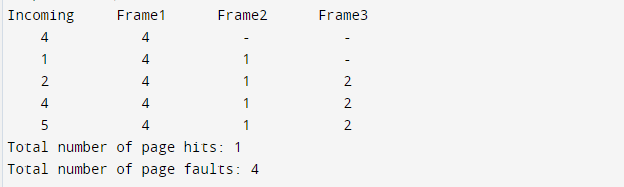 Incoming Frame1 Frame2 Frame3
4 4 - -
1 4 1 -
2 4 1 2
4 4 1 2
5 4 1 2
Total number of page hits: 1
Total number of page faults: 4